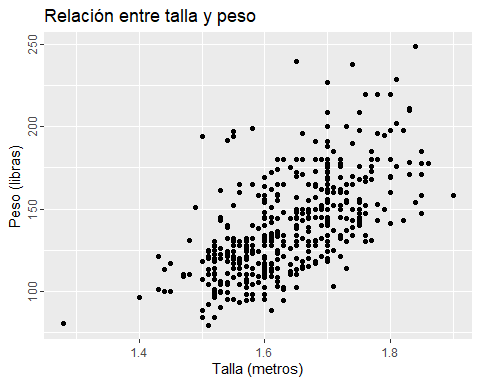 Relación entre talla y peso
250
200
150
100
Peso (libras)
1.4
1.6
1.8
Talla (metros)